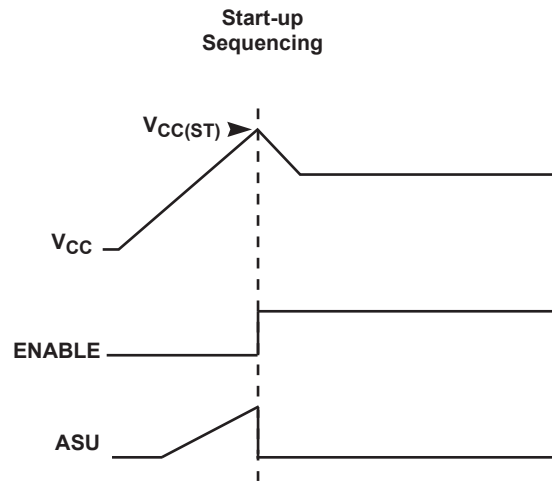 Start-up
Sequencing
VCC(ST)
VCC
ENABLE
ASU